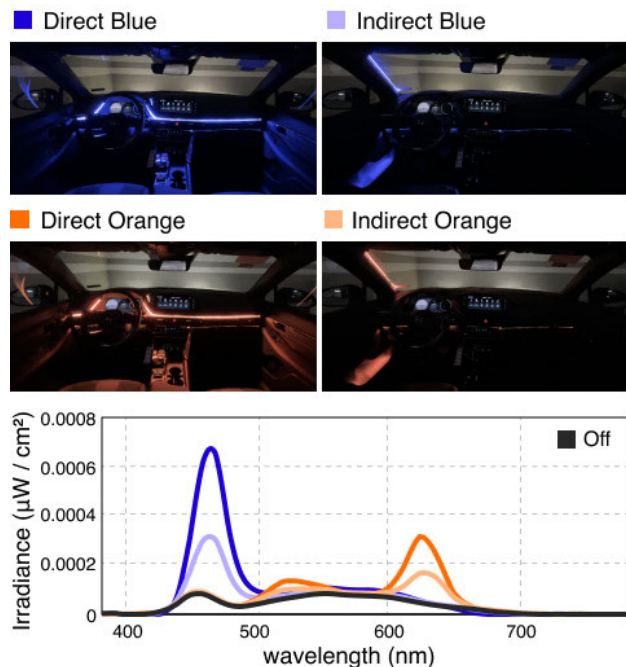 Direct Blue
Indirect Blue
Direct Orange
Indirect Orange
Irradiance (μW / cm²)
0.0008
0.0006
0.0004
0.0002
0
Off
400
500
600
700
wavelength (nm)